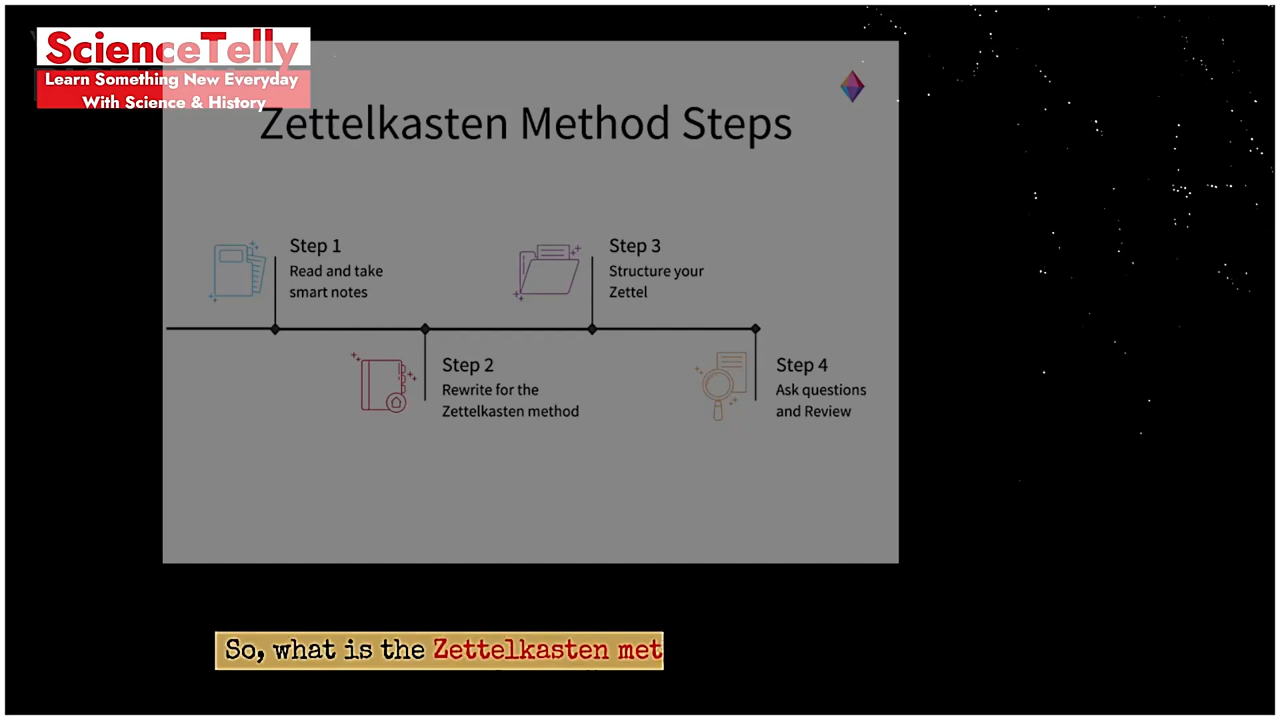 ScienceTelly
Learn Something New Everyday
With Science & History
Zettelkasten Method Steps
Step 1
Read and take
smart notes
Step 3
Structure your
Zettel
Step 2
Rewrite for the
Zettelkasten method
Step 4
Ask questions
and Review
So, what is the Zettelkasten met